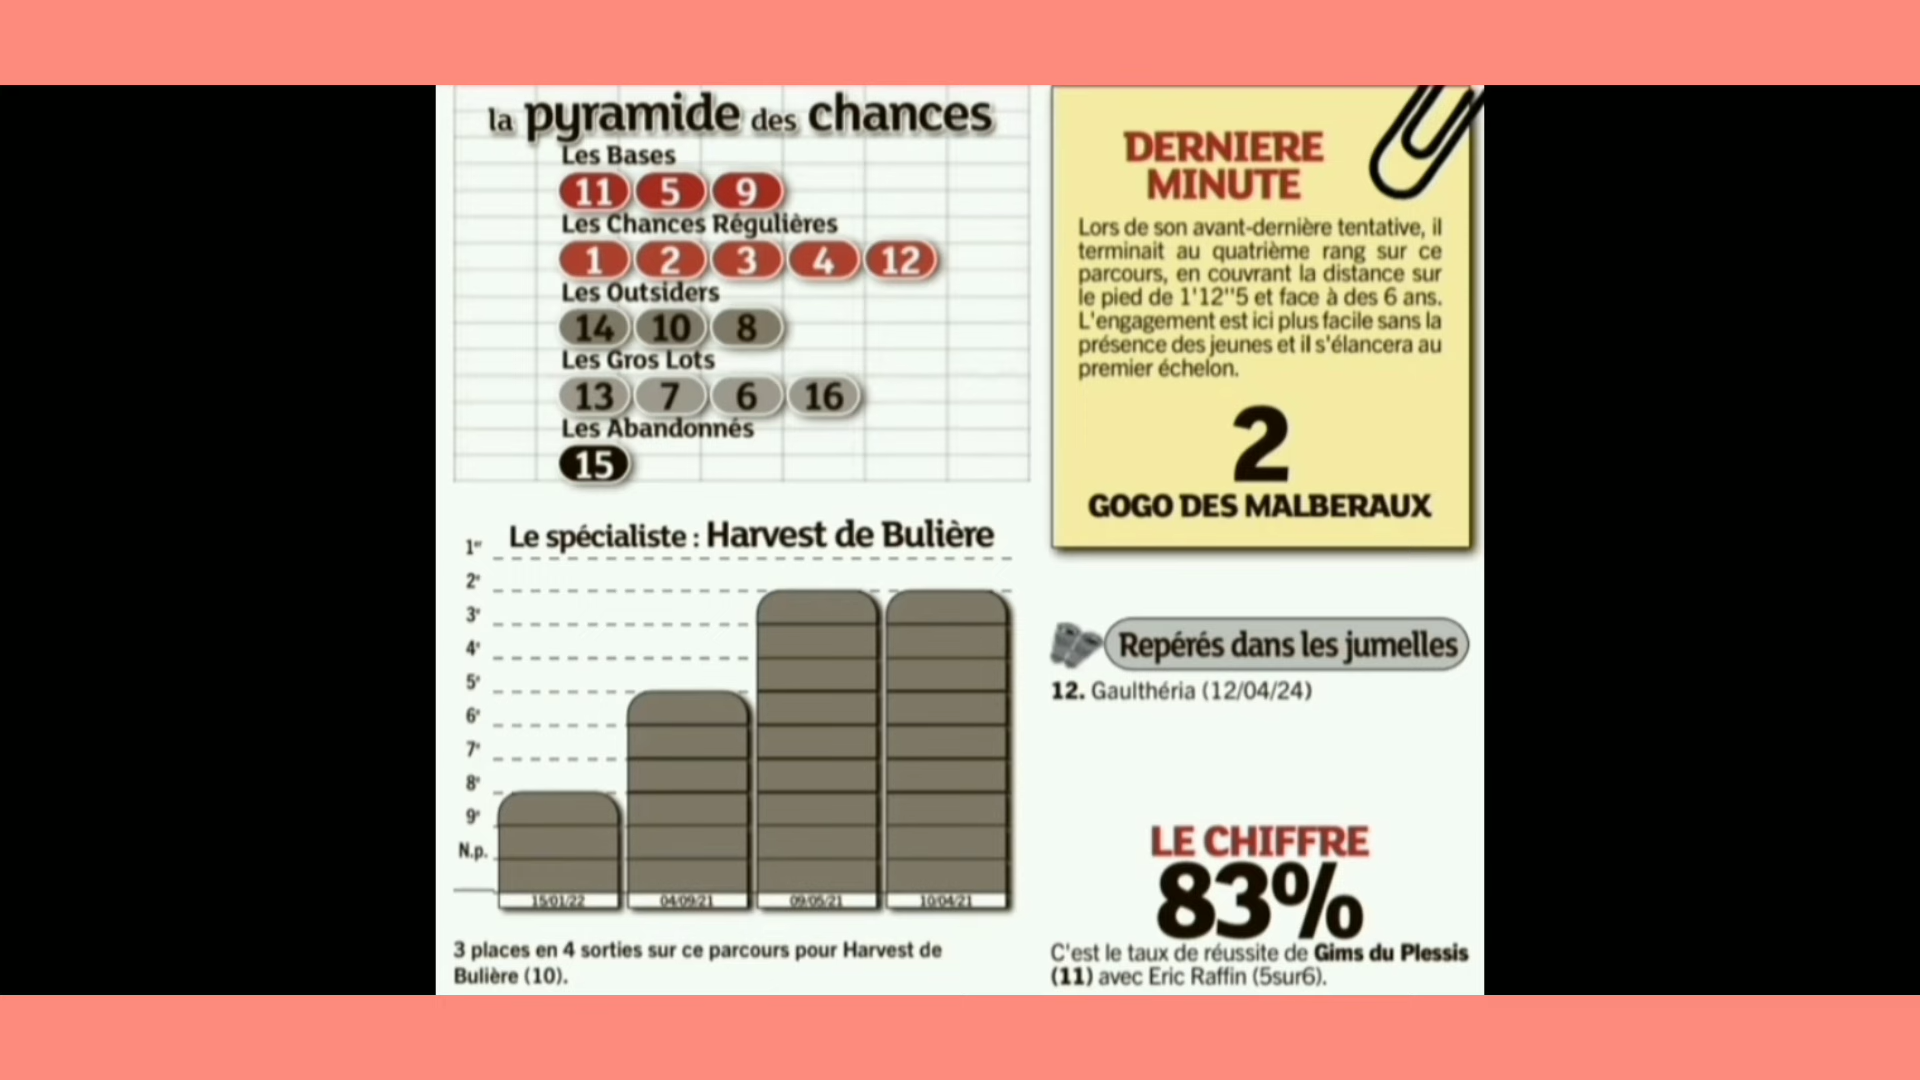 la pyramide des chances
Les Bases
11 5 9
Les Chances Régulières
1 2 3 4 12
Les Outsiders
14 10 8
Les Gros Lots
13 7 6 16
Les Abandonnés
15
Le spécialiste : Harvest de Bulière
1er
2e
3e
4e
5e
6e
7e
8e
9e
N.p.
15/01/22 04/09/21 09/05/21 10/04/21
3 places en 4 sorties sur ce parcours pour Harvest de
Bulière (10).
DERNIERE
MINUTE
Lors de son avant-dernière tentative, il
terminait au quatrième rang sur ce
parcours, en couvrant la distance sur
le pied de 1'12''5 et face à des 6 ans.
L'engagement est ici plus facile sans la
présence des jeunes et il s'élancera au
premier échelon.
2
GOGO DES MALBERAUX
Repérés dans les jumelles
12. Gaulthéria (12/04/24)
LE CHIFFRE
83%
C'est le taux de réussite de Gims du Plessis
(11) avec Eric Raffin (5sur6).